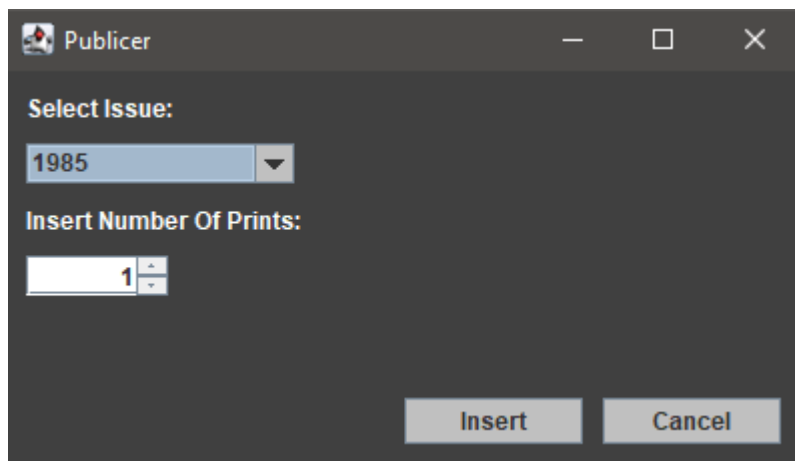 Publicer
Select Issue:
1985
Insert Number Of Prints:
1
Insert Cancel